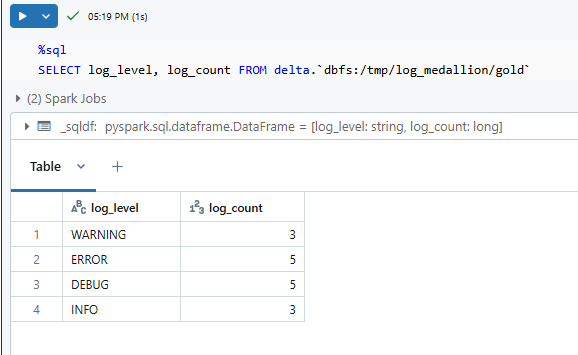 05:19 PM (1s)
%sql
SELECT log_level, log_count FROM delta.`dbfs:/tmp/log_medallion/gold`
(2) Spark Jobs
_sqldf: pyspark.sql.dataframe.DataFrame = [log_level: string, log_count: long]
Table +
ABC log_level 123 log_count
1 WARNING 3
2 ERROR 5
3 DEBUG 5
4 INFO 3